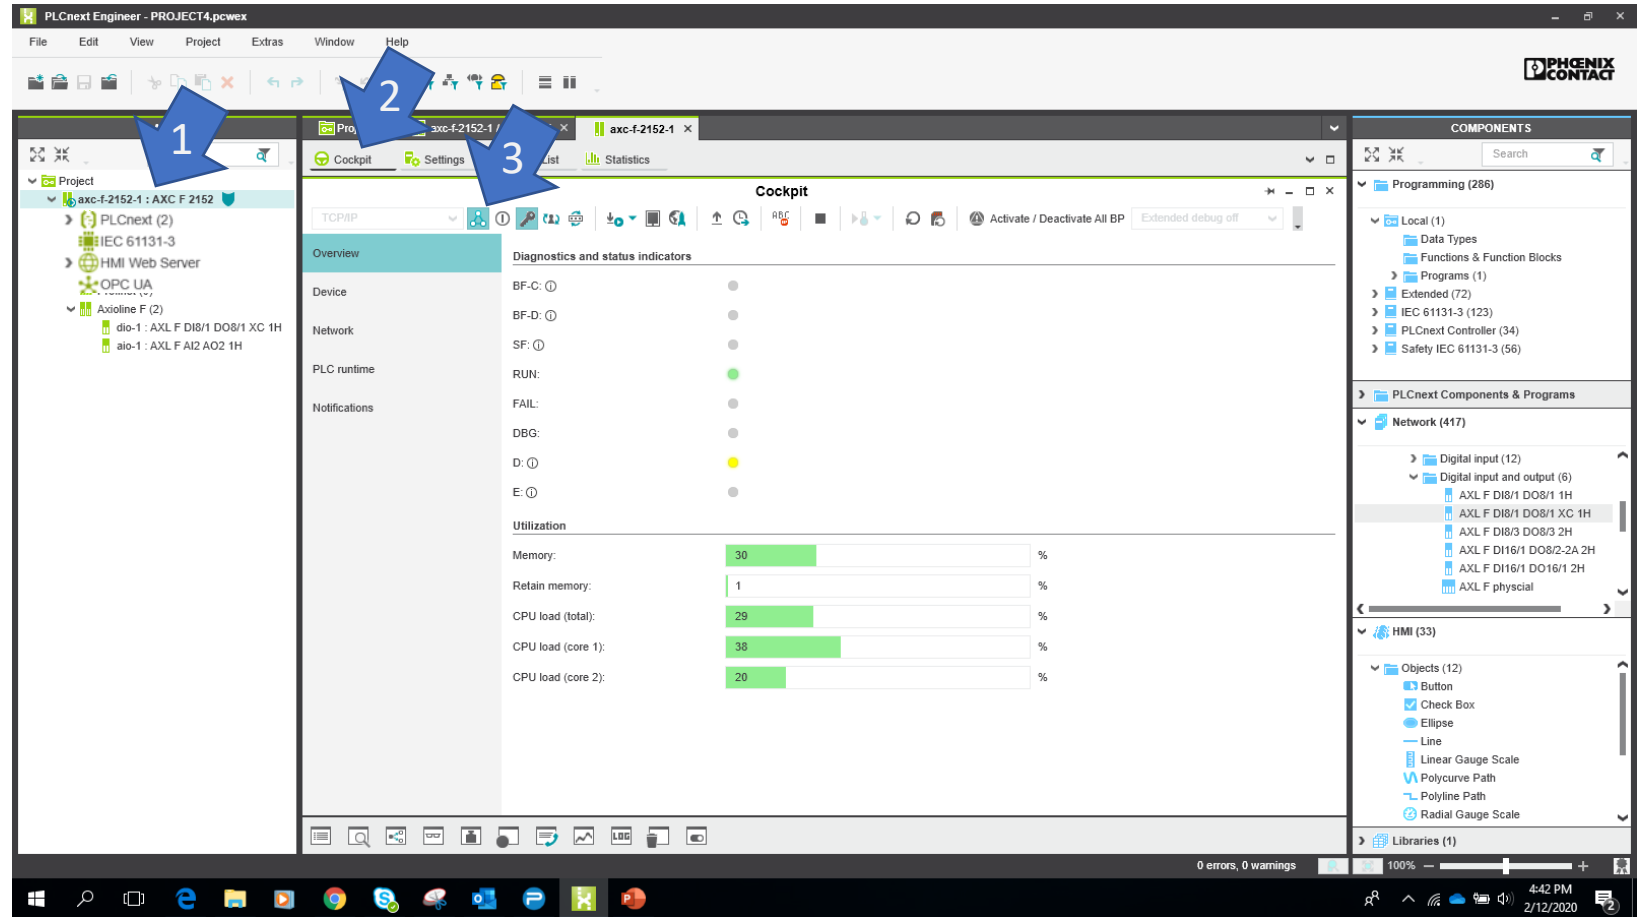 PLCnext Engineer - PROJECT4.pcwex
File Edit View Project Extras Window Help
PHŒNIX
CONTACT
1
2
3
axc-f-2152-1 /
axc-f-2152-1
COMPONENTS
Cockpit Settings List Statistics
Search
Project
axc-f-2152-1 : AXC F 2152
PLCnext (2)
IEC 61131-3
HMI Web Server
OPC UA
Axioline F (2)
dio-1 : AXL F DI8/1 DO8/1 XC 1H
aio-1 : AXL F AI2 AO2 1H
Cockpit
TCP/IP
Activate / Deactivate All BP
Extended debug off
Overview
Device
Network
PLC runtime
Notifications
Diagnostics and status indicators
BF-C:
BF-D:
SF:
RUN:
FAIL:
DBG:
D:
E:
Utilization
Memory: 30 %
Retain memory: 1 %
CPU load (total): 29 %
CPU load (core 1): 38 %
CPU load (core 2): 20 %
Programming (286)
Local (1)
Data Types
Functions & Function Blocks
Programs (1)
Extended (72)
IEC 61131-3 (123)
PLCnext Controller (34)
Safety IEC 61131-3 (56)
PLCnext Components & Programs
Network (417)
Digital input (12)
Digital input and output (6)
AXL F DI8/1 DO8/1 1H
AXL F DI8/1 DO8/1 XC 1H
AXL F DI8/3 DO8/3 2H
AXL F DI16/1 DO8/2-2A 2H
AXL F DI16/1 DO16/1 2H
AXL F physcial
HMI (33)
Objects (12)
Button
Check Box
Ellipse
Line
Linear Gauge Scale
Polycurve Path
Polyline Path
Radial Gauge Scale
Libraries (1)
LOG
0 errors, 0 warnings
100%
4:42 PM
2/12/2020